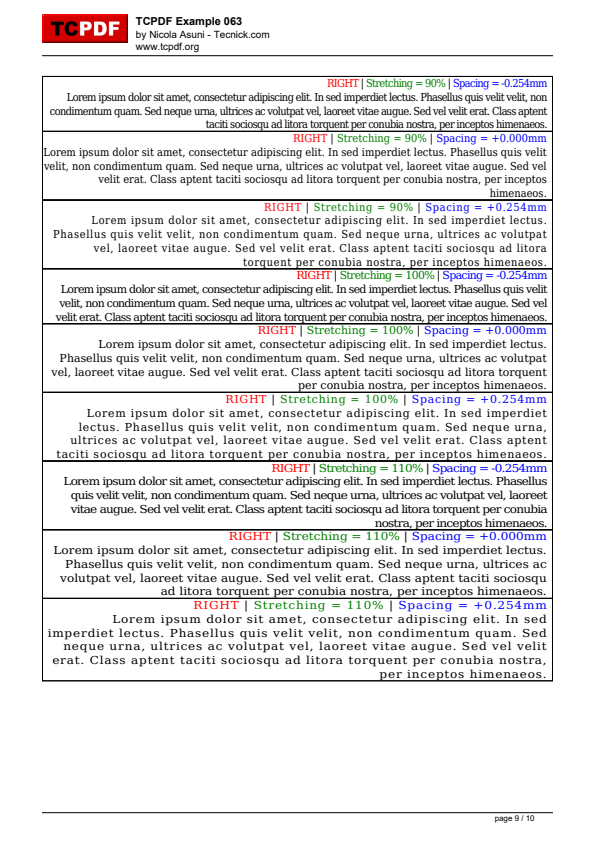 TCPDF
TCPDF Example 063
by Nicola Asuni - Tecnick.com
www.tcpdf.org
RIGHT | Stretching = 90% | Spacing = -0.254mm
Lorem ipsum dolor sit amet, consectetur adipiscing elit. In sed imperdiet lectus. Phasellus quis velit velit, non
condimentum quam. Sed neque urna, ultrices ac volutpat vel, laoreet vitae augue. Sed vel velit erat. Class aptent
taciti sociosqu ad litora torquent per conubia nostra, per inceptos himenaeos.
RIGHT | Stretching = 90% | Spacing = +0.000mm
Lorem ipsum dolor sit amet, consectetur adipiscing elit. In sed imperdiet lectus. Phasellus quis velit
velit, non condimentum quam. Sed neque urna, ultrices ac volutpat vel, laoreet vitae augue. Sed vel
velit erat. Class aptent taciti sociosqu ad litora torquent per conubia nostra, per inceptos
himenaeos.
RIGHT | Stretching = 90% | Spacing = +0.254mm
Lorem ipsum dolor sit amet, consectetur adipiscing elit. In sed imperdiet lectus.
Phasellus quis velit velit, non condimentum quam. Sed neque urna, ultrices ac volutpat
vel, laoreet vitae augue. Sed vel velit erat. Class aptent taciti sociosqu ad litora
torquent per conubia nostra, per inceptos himenaeos.
RIGHT | Stretching = 100% | Spacing = -0.254mm
Lorem ipsum dolor sit amet, consectetur adipiscing elit. In sed imperdiet lectus. Phasellus quis velit
velit, non condimentum quam. Sed neque urna, ultrices ac volutpat vel, laoreet vitae augue. Sed vel
velit erat. Class aptent taciti sociosqu ad litora torquent per conubia nostra, per inceptos himenaeos.
RIGHT | Stretching = 100% | Spacing = +0.000mm
Lorem ipsum dolor sit amet, consectetur adipiscing elit. In sed imperdiet lectus.
Phasellus quis velit velit, non condimentum quam. Sed neque urna, ultrices ac volutpat
vel, laoreet vitae augue. Sed vel velit erat. Class aptent taciti sociosqu ad litora torquent
per conubia nostra, per inceptos himenaeos.
RIGHT | Stretching = 100% | Spacing = +0.254mm
Lorem ipsum dolor sit amet, consectetur adipiscing elit. In sed imperdiet
lectus. Phasellus quis velit velit, non condimentum quam. Sed neque urna,
ultrices ac volutpat vel, laoreet vitae augue. Sed vel velit erat. Class aptent
taciti sociosqu ad litora torquent per conubia nostra, per inceptos himenaeos.
RIGHT | Stretching = 110% | Spacing = -0.254mm
Lorem ipsum dolor sit amet, consectetur adipiscing elit. In sed imperdiet lectus. Phasellus
quis velit velit, non condimentum quam. Sed neque urna, ultrices ac volutpat vel, laoreet
vitae augue. Sed vel velit erat. Class aptent taciti sociosqu ad litora torquent per conubia
nostra, per inceptos himenaeos.
RIGHT | Stretching = 110% | Spacing = +0.000mm
Lorem ipsum dolor sit amet, consectetur adipiscing elit. In sed imperdiet lectus.
Phasellus quis velit velit, non condimentum quam. Sed neque urna, ultrices ac
volutpat vel, laoreet vitae augue. Sed vel velit erat. Class aptent taciti sociosqu
ad litora torquent per conubia nostra, per inceptos himenaeos.
RIGHT | Stretching = 110% | Spacing = +0.254mm
Lorem ipsum dolor sit amet, consectetur adipiscing elit. In sed
imperdiet lectus. Phasellus quis velit velit, non condimentum quam. Sed
neque urna, ultrices ac volutpat vel, laoreet vitae augue. Sed vel velit
erat. Class aptent taciti sociosqu ad litora torquent per conubia nostra,
per inceptos himenaeos.
page 9 / 10